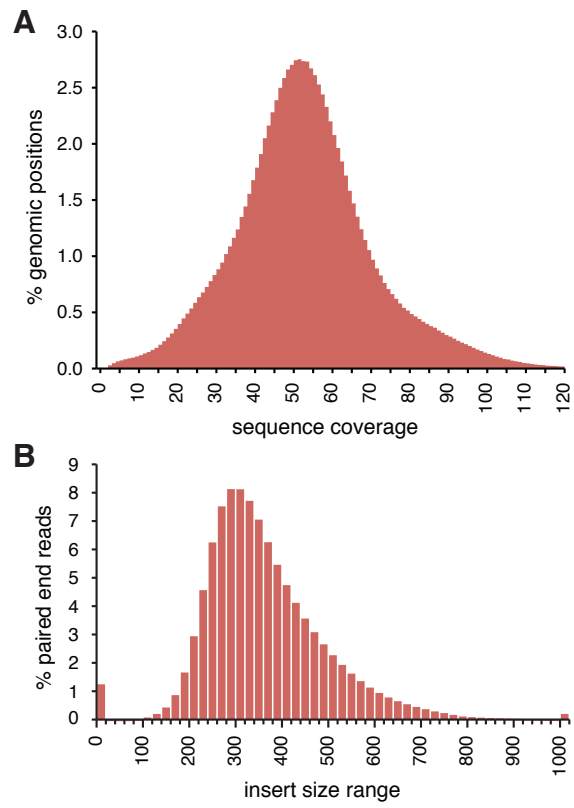 A
% genomic positions
3.0
2.5
2.0
1.5
1.0
0.5
0.0
0 10 20 30 40 50 60 70 80 90 100 110 120
sequence coverage
B
% paired end reads
9
8
7
6
5
4
3
2
1
0
0 100 200 300 400 500 600 700 800 900 1000
insert size range